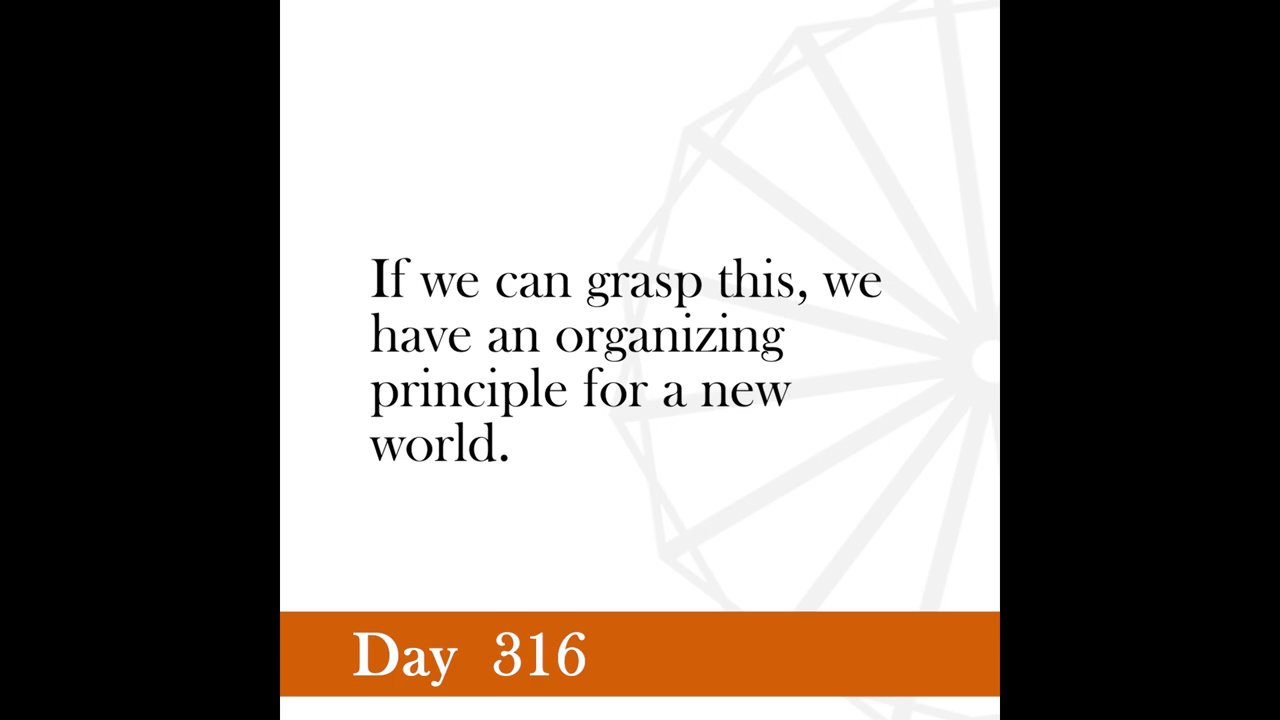 If we can grasp this, we
have an organizing
principle for a new
world.
Day 316